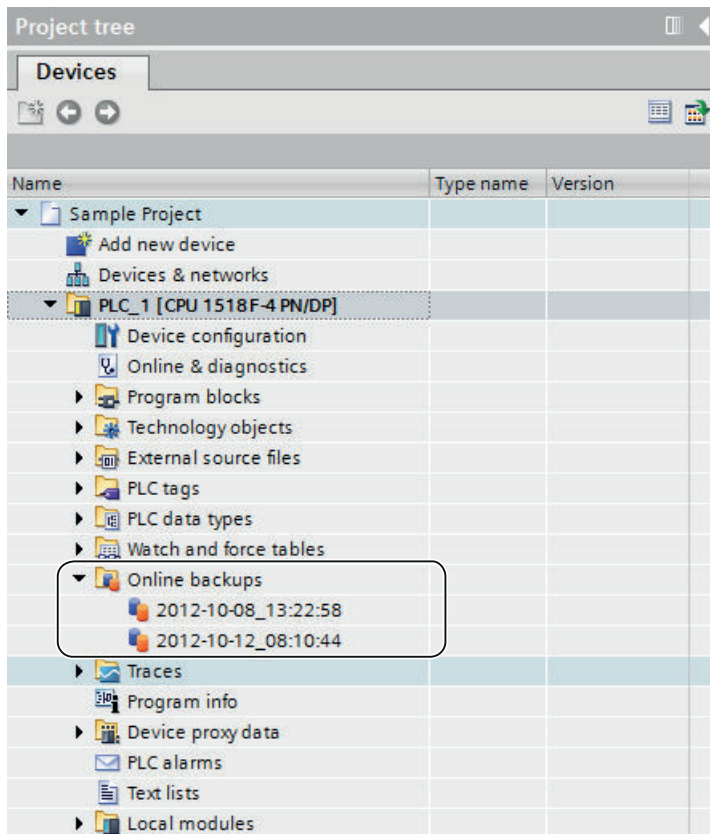 Project tree
Devices
Name Type name Version
Sample Project
Add new device
Devices & networks
PLC_1 [CPU 1518F-4 PN/DP]
Device configuration
Online & diagnostics
Program blocks
Technology objects
External source files
PLC tags
PLC data types
Watch and force tables
Online backups
2012-10-08_13:22:58
2012-10-12_08:10:44
Traces
Program info
Device proxy data
PLC alarms
Text lists
Local modules